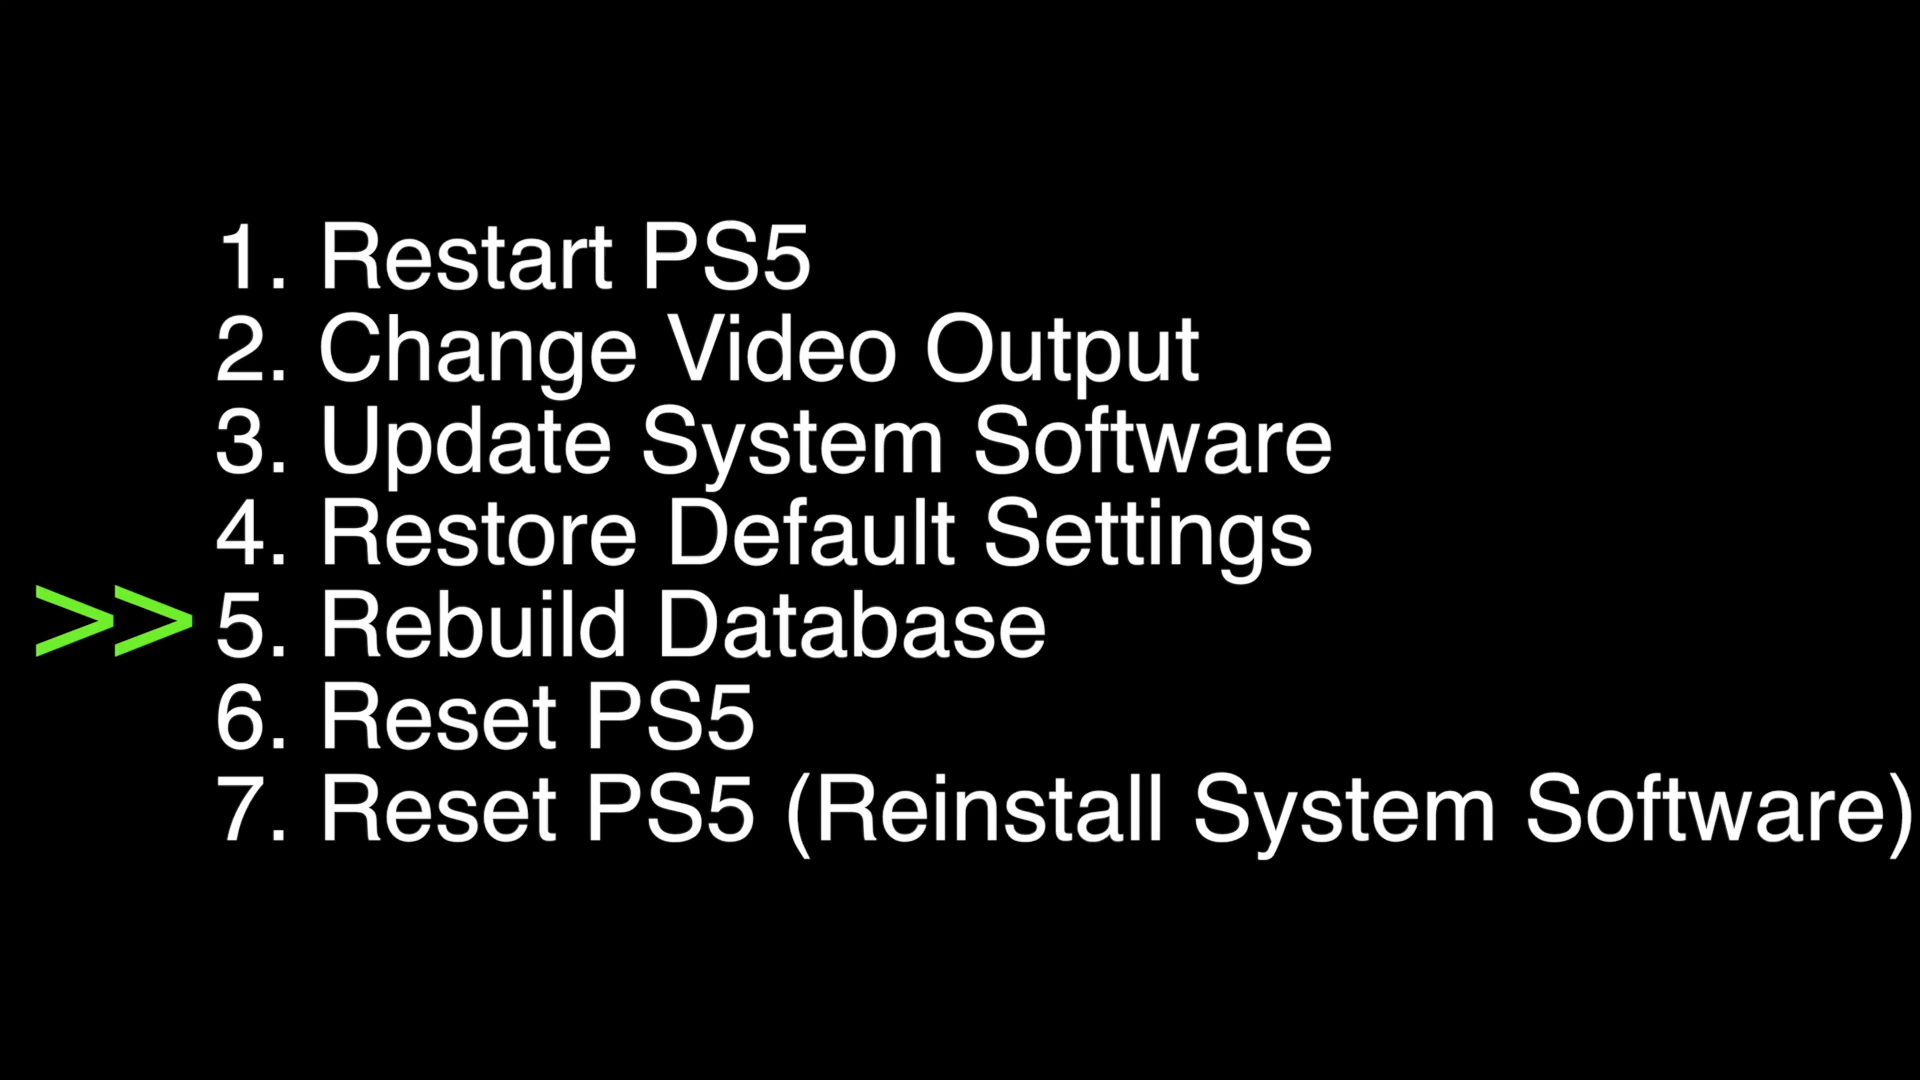 1. Restart PS5
2. Change Video Output
3. Update System Software
4. Restore Default Settings
>> 5. Rebuild Database
6. Reset PS5
7. Reset PS5 (Reinstall System Software)